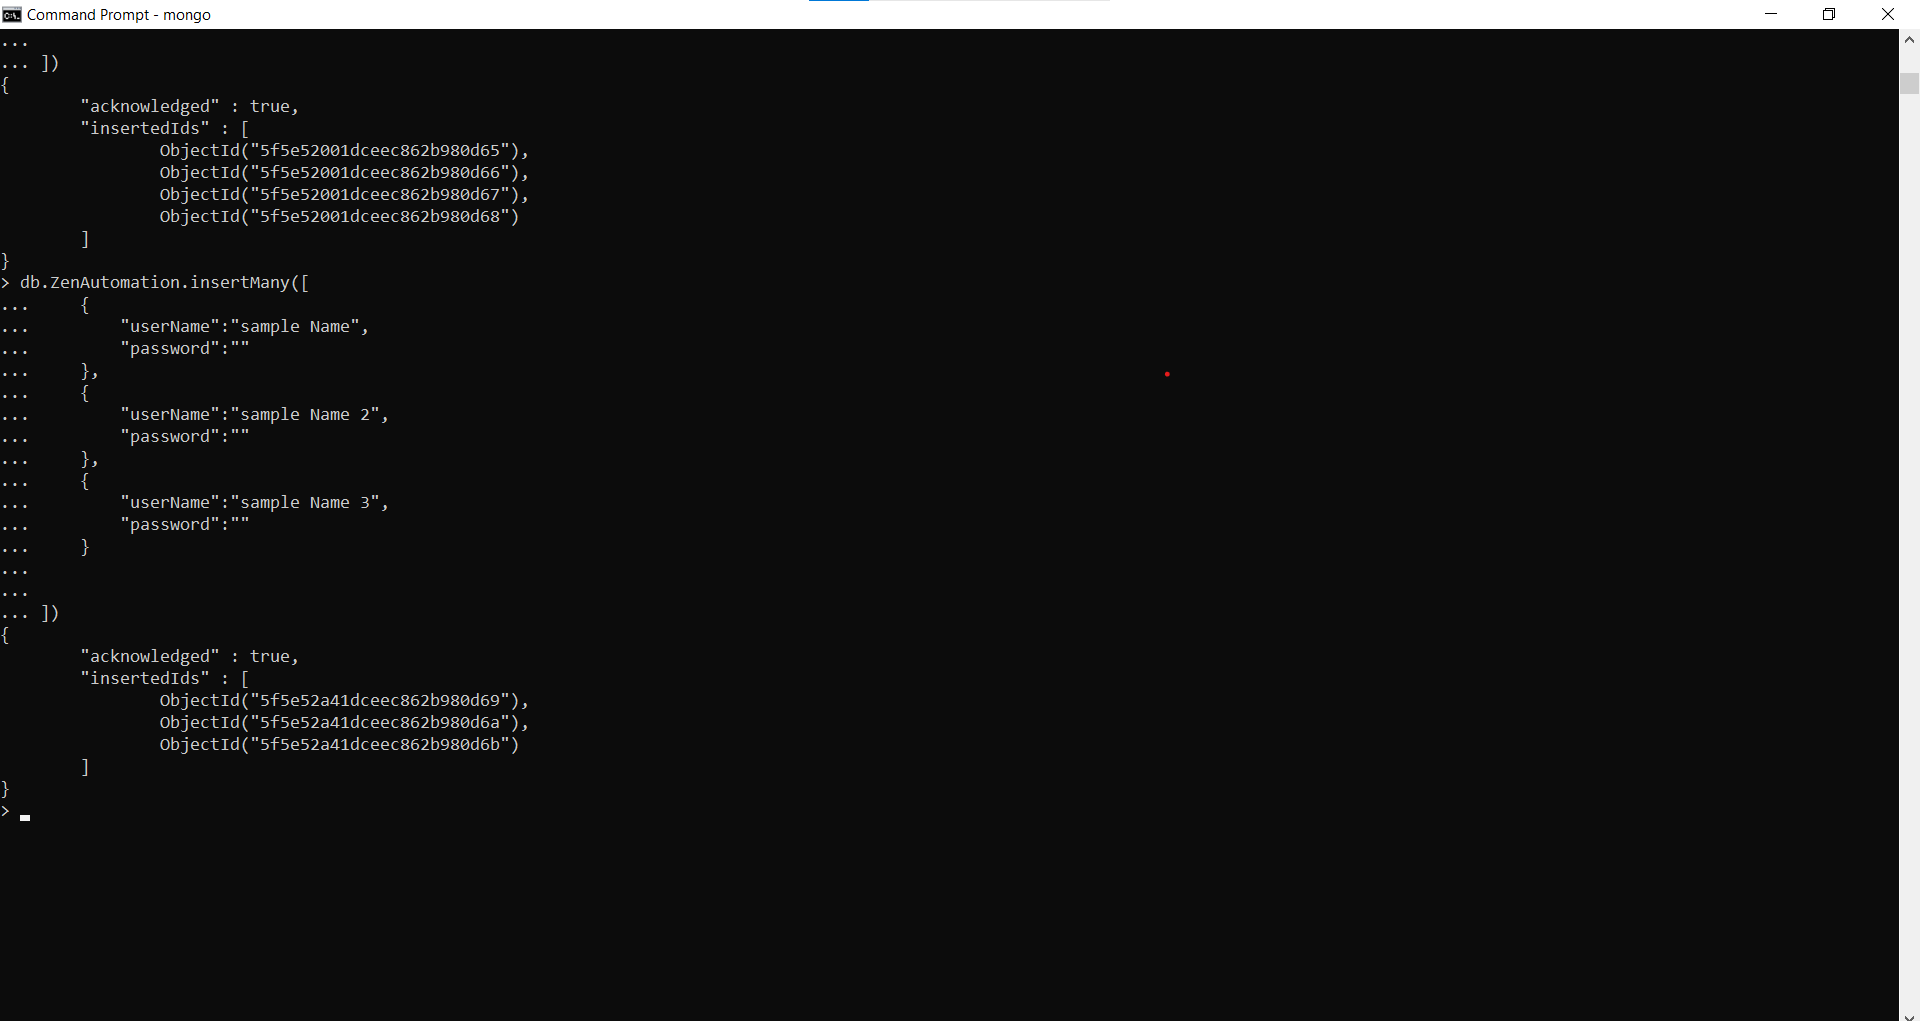 Command Prompt - mongo
...
... ])
{
        "acknowledged" : true,
        "insertedIds" : [
                ObjectId("5f5e52001dceec862b980d65"),
                ObjectId("5f5e52001dceec862b980d66"),
                ObjectId("5f5e52001dceec862b980d67"),
                ObjectId("5f5e52001dceec862b980d68")
        ]
}
> db.ZenAutomation.insertMany([
...     {
...         "userName":"sample Name",
...         "password":""
...     },
...     {
...         "userName":"sample Name 2",
...         "password":""
...     },
...     {
...         "userName":"sample Name 3",
...         "password":""
...     }
...
...
... ])
{
        "acknowledged" : true,
        "insertedIds" : [
                ObjectId("5f5e52a41dceec862b980d69"),
                ObjectId("5f5e52a41dceec862b980d6a"),
                ObjectId("5f5e52a41dceec862b980d6b")
        ]
}
>